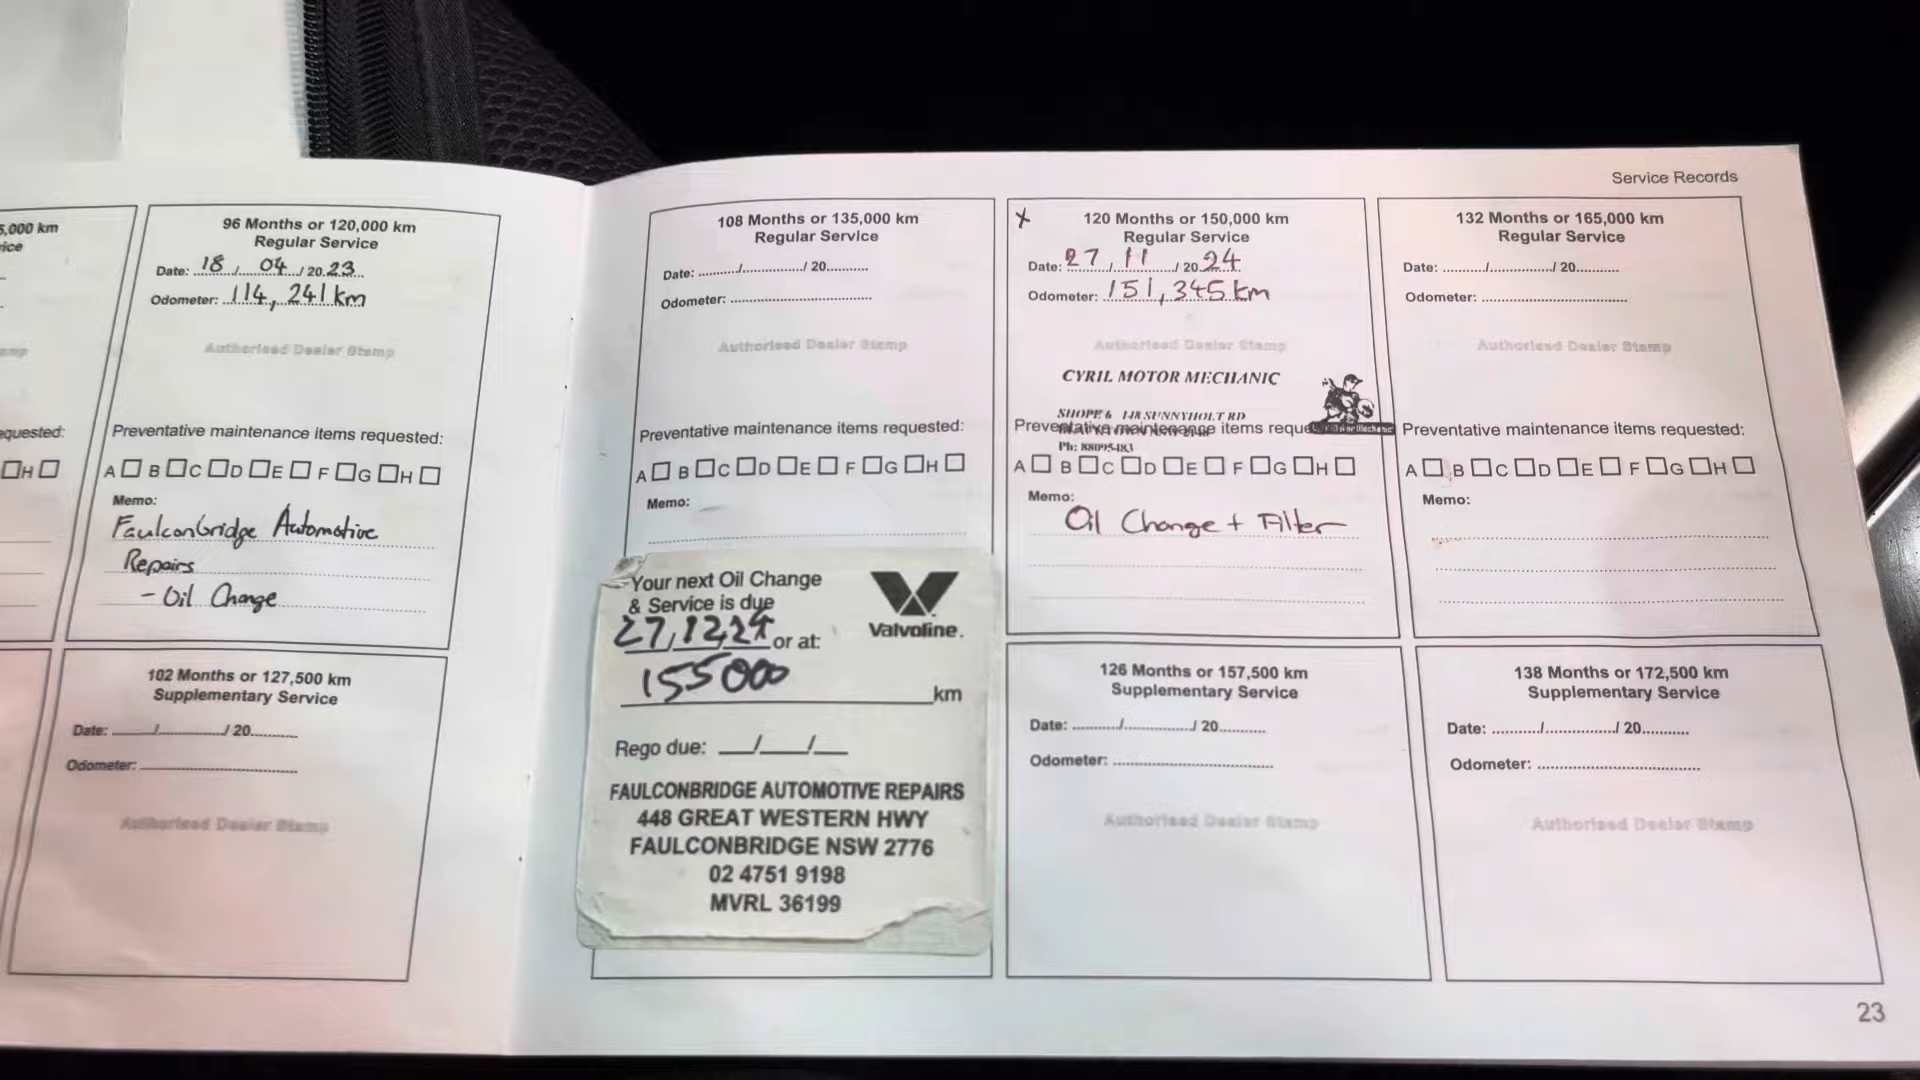 Service Records
5,000 km
96 Months or 120,000 km
Regular Service
Date: 18 / 04 / 20 23
Odometer: 114, 241 km
Authorised Dealer Stamp
equested:
H
Preventative maintenance items requested:
A B C D E F G H
Memo:
Faulconbridge Automotive
Repairs
- Oil Change
102 Months or 127,500 km
Supplementary Service
Date: / / 20
Odometer:
Authorised Dealer Stamp
108 Months or 135,000 km
Regular Service
Date: / / 20
Odometer:
Authorised Dealer Stamp
Preventative maintenance items requested:
A B C D E F G H
Memo:
Your next Oil Change
& Service is due
27/12/24 or at:
155000 km
Valvoline.
Rego due: / /
FAULCONBRIDGE AUTOMOTIVE REPAIRS
448 GREAT WESTERN HWY
FAULCONBRIDGE NSW 2776
02 4751 9198
MVRL 36199
x
120 Months or 150,000 km
Regular Service
Date: 27 / 11 / 20 24
Odometer: 151, 345 km
Authorised Dealer Stamp
CYRIL MOTOR MECHANIC
SHOPE 6 148 SUNNYHOLT RD
Preventative maintenance items reque
Ph: 88095483
A B C D E F G H
Memo:
Oil Change + Filter
126 Months or 157,500 km
Supplementary Service
Date: / / 20
Odometer:
Authorised Dealer Stamp
132 Months or 165,000 km
Regular Service
Date: / / 20
Odometer:
Authorised Dealer Stamp
Preventative maintenance items requested:
A B C D E F G H
Memo:
138 Months or 172,500 km
Supplementary Service
Date: / / 20
Odometer:
Authorised Dealer Stamp
23